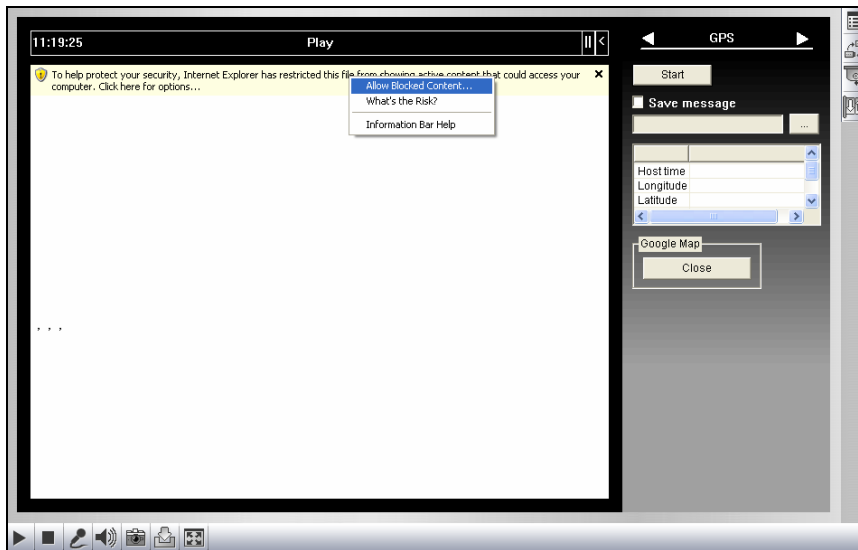 11:19:25 Play GPS
To help protect your security, Internet Explorer has restricted this file from showing active content that could access your
computer. Click here for options...
Allow Blocked Content...
What's the Risk?
Information Bar Help
, , ,
Start
Save message
...
Host time
Longitude
Latitude
Google Map
Close